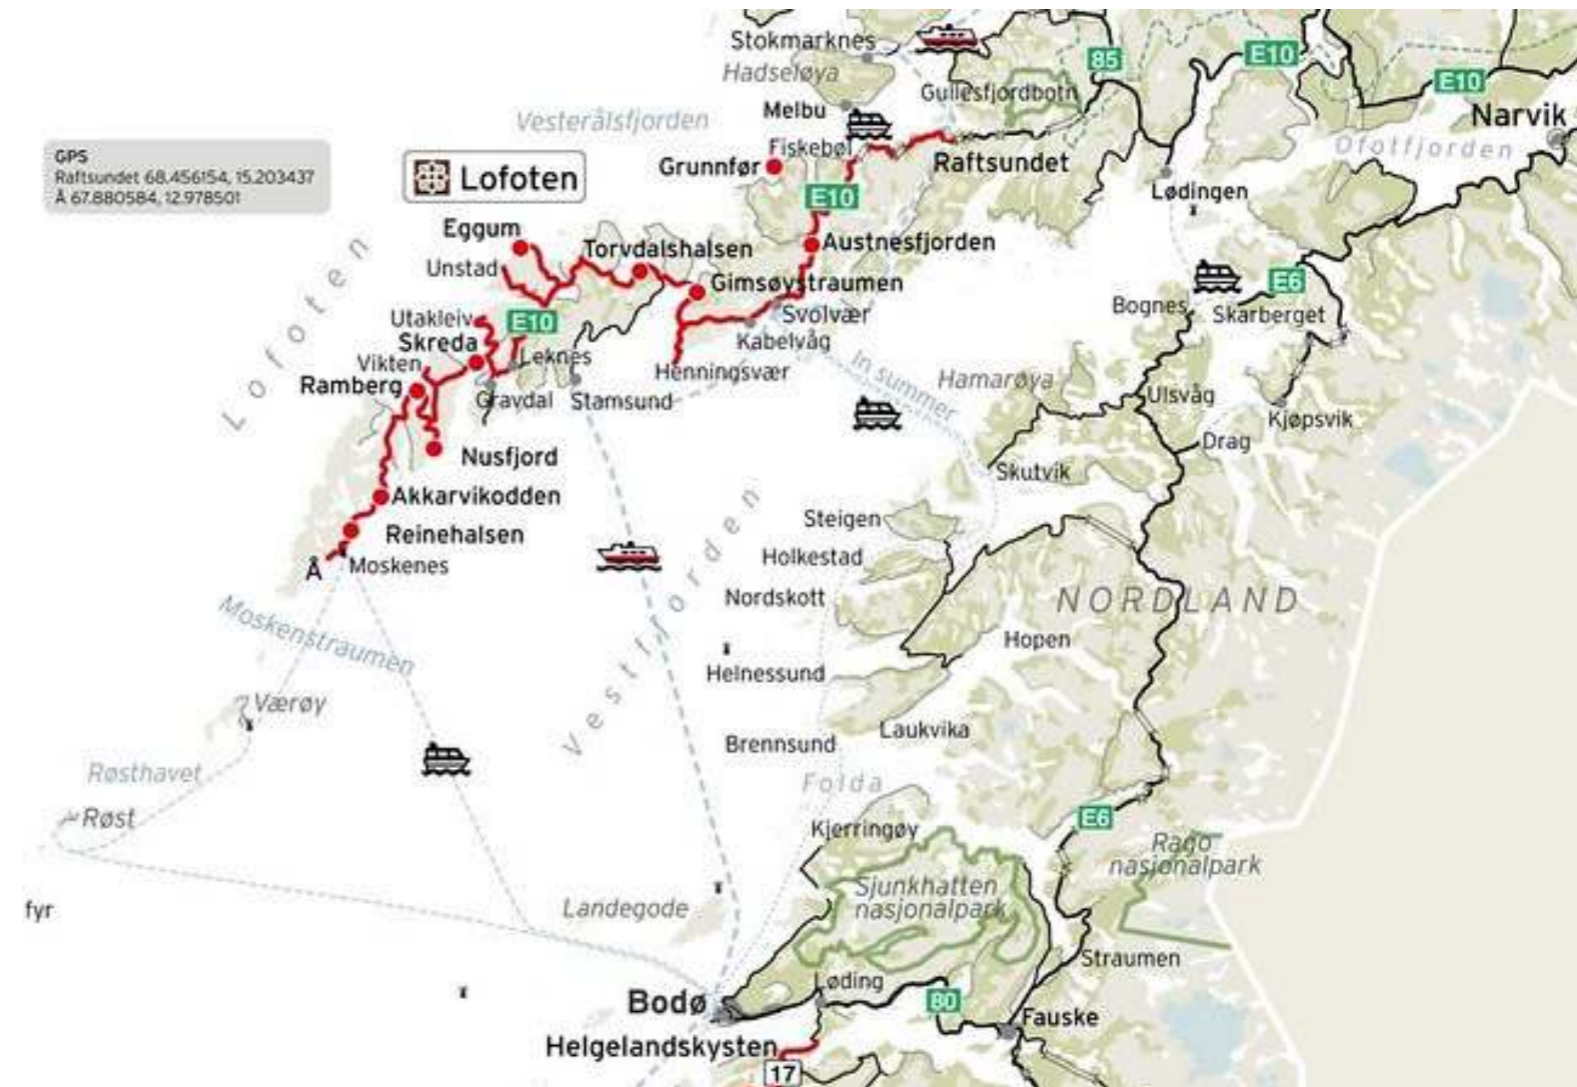 Stokmarknes
Hadseløya
85
E10
E10
Gullesfjordbotn
Melbu
Narvik
Vesterålsfjorden
Fiskebøl
Ofotfjorden
GPS
Raftsundet 68.456154, 15.203437
Å 67.880584, 12.978501
Grunnfør
Raftsundet
Lofoten
E10
Lødingen
Eggum
Torvdalshalsen
Austnesfjorden
Unstad
Gimsøystraumen
E6
Lofoten
Bognes
Skarberget
Utakleiv
E10
Svolvær
Skreda
Kabelvåg
Vikten
Leknes
Henningsvær
In summer
Hamarøya
Ramberg
Gravdal
Stamsund
Ulsvåg
Kjøpsvik
Drag
Nusfjord
Skutvik
Akkarvikodden
Steigen
Reinehalsen
Holkestad
Å
Moskenes
Vestfjorden
Nordskott
NORDLAND
Moskenstraumen
Hopen
Helnessund
Værøy
Laukvika
Brennsund
Røsthavet
Folda
Røst
E6
Kjerringøy
Rago
nasjonalpark
Sjunkhatten
nasjonalpark
fyr
Landegode
Straumen
Løding
Bodø
80
Fauske
Helgelandskysten
17